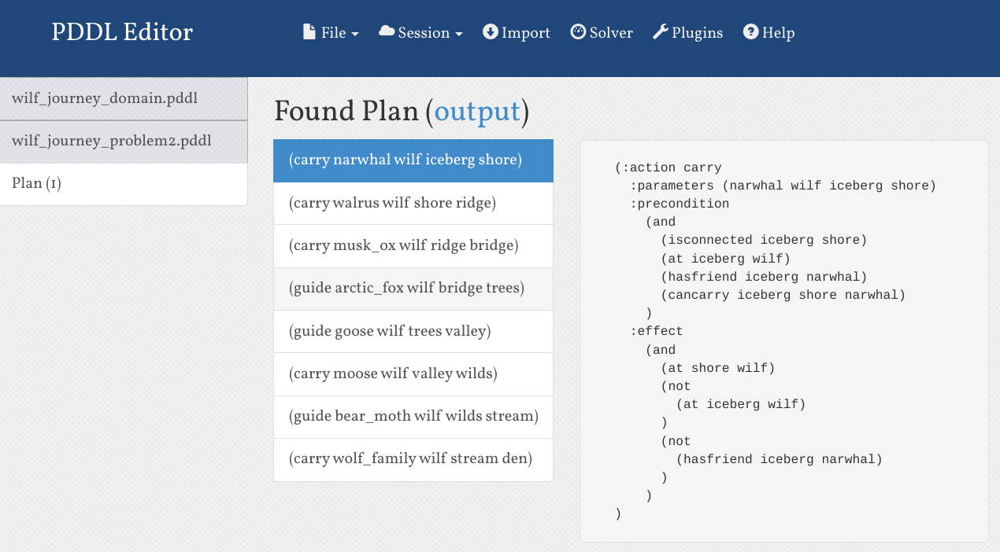 PDDL Editor
File
Session
Import
Solver
Plugins
Help
wilf_journey_domain.pddl
wilf_journey_problem2.pddl
Plan (1)
Found Plan (output)
(carry narwhal wilf iceberg shore)
(carry walrus wilf shore ridge)
(carry musk_ox wilf ridge bridge)
(guide arctic_fox wilf bridge trees)
(guide goose wilf trees valley)
(carry moose wilf valley wilds)
(guide bear_moth wilf wilds stream)
(carry wolf_family wilf stream den)
(:action carry
  :parameters (narwhal wilf iceberg shore)
  :precondition
    (and
      (isconnected iceberg shore)
      (at iceberg wilf)
      (hasfriend iceberg narwhal)
      (cancarry iceberg shore narwhal)
    )
  :effect
    (and
      (at shore wilf)
      (not
        (at iceberg wilf)
      )
      (not
        (hasfriend iceberg narwhal)
      )
    )
)